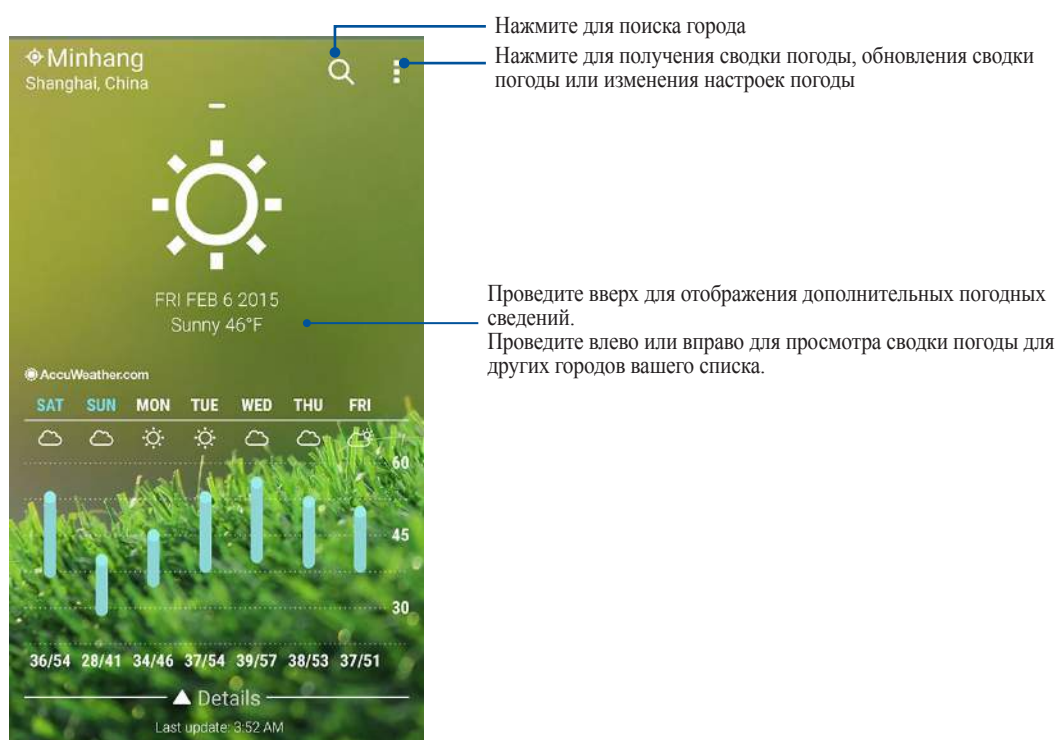 Нажмите для поиска города
Нажмите для получения сводки погоды, обновления сводки
погоды или изменения настроек погоды
Minhang
Shanghai, China
FRI FEB 6 2015
Sunny 46°F
Проведите вверх для отображения дополнительных погодных
сведений.
Проведите влево или вправо для просмотра сводки погоды для
других городов вашего списка.
AccuWeather.com
SAT SUN MON TUE WED THU FRI
60
45
30
36/54 28/41 34/46 37/54 39/57 38/53 37/51
Details
Last update: 3:52 AM